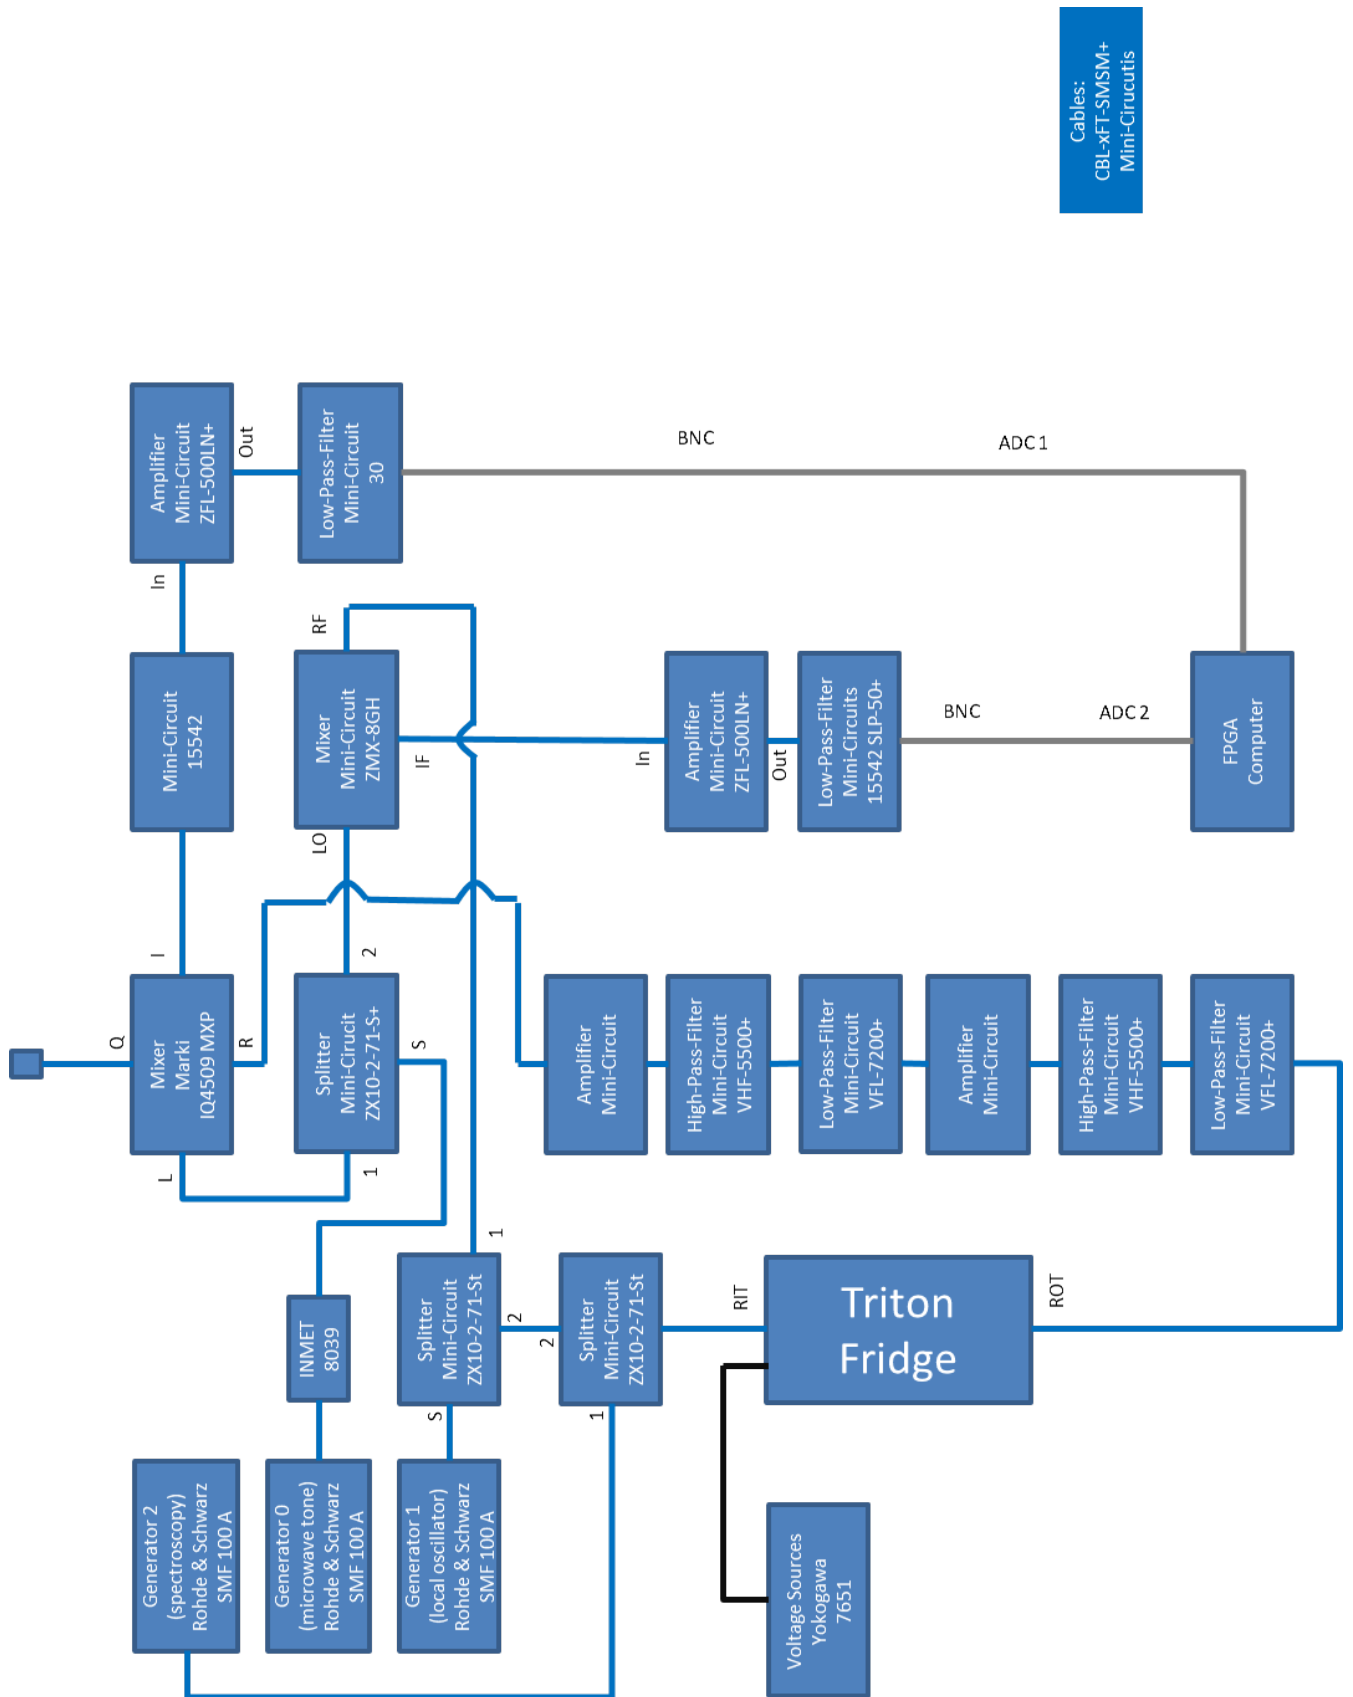 Cables:
CBL-xFT-SMSM+
Mini-Cirucutis
Amplifier
Mini-Circuit
ZFL-500LN+
In
Out
Low-Pass-Filter
Mini-Circuit
30
BNC
ADC 1
Mini-Circuit
15542
Mixer
Mini-Circuit
ZMX-8GH
RF
LO
IF
In
Amplifier
Mini-Circuit
ZFL-500LN+
Out
Low-Pass-Filter
Mini-Circuits
15542 SLP-50+
BNC
ADC 2
FPGA
Computer
Q
I
Mixer
Marki
IQ4509 MXP
L
R
Splitter
Mini-Cirucit
ZX10-2-71-S+
1
2
S
Amplifier
Mini-Circuit
High-Pass-Filter
Mini-Circuit
VHF-5500+
Low-Pass-Filter
Mini-Circuit
VFL-7200+
Amplifier
Mini-Circuit
High-Pass-Filter
Mini-Circuit
VHF-5500+
Low-Pass-Filter
Mini-Circuit
VFL-7200+
INMET
8039
Splitter
Mini-Circuit
ZX10-2-71-St
S
1
2
2
Splitter
Mini-Circuit
ZX10-2-71-St
1
RIT
Triton
Fridge
ROT
Generator 2
(spectroscopy)
Rohde & Schwarz
SMF 100 A
Generator 0
(microwave tone)
Rohde & Schwarz
SMF 100 A
Generator 1
(local oscillator)
Rohde & Schwarz
SMF 100 A
Voltage Sources
Yokogawa
7651